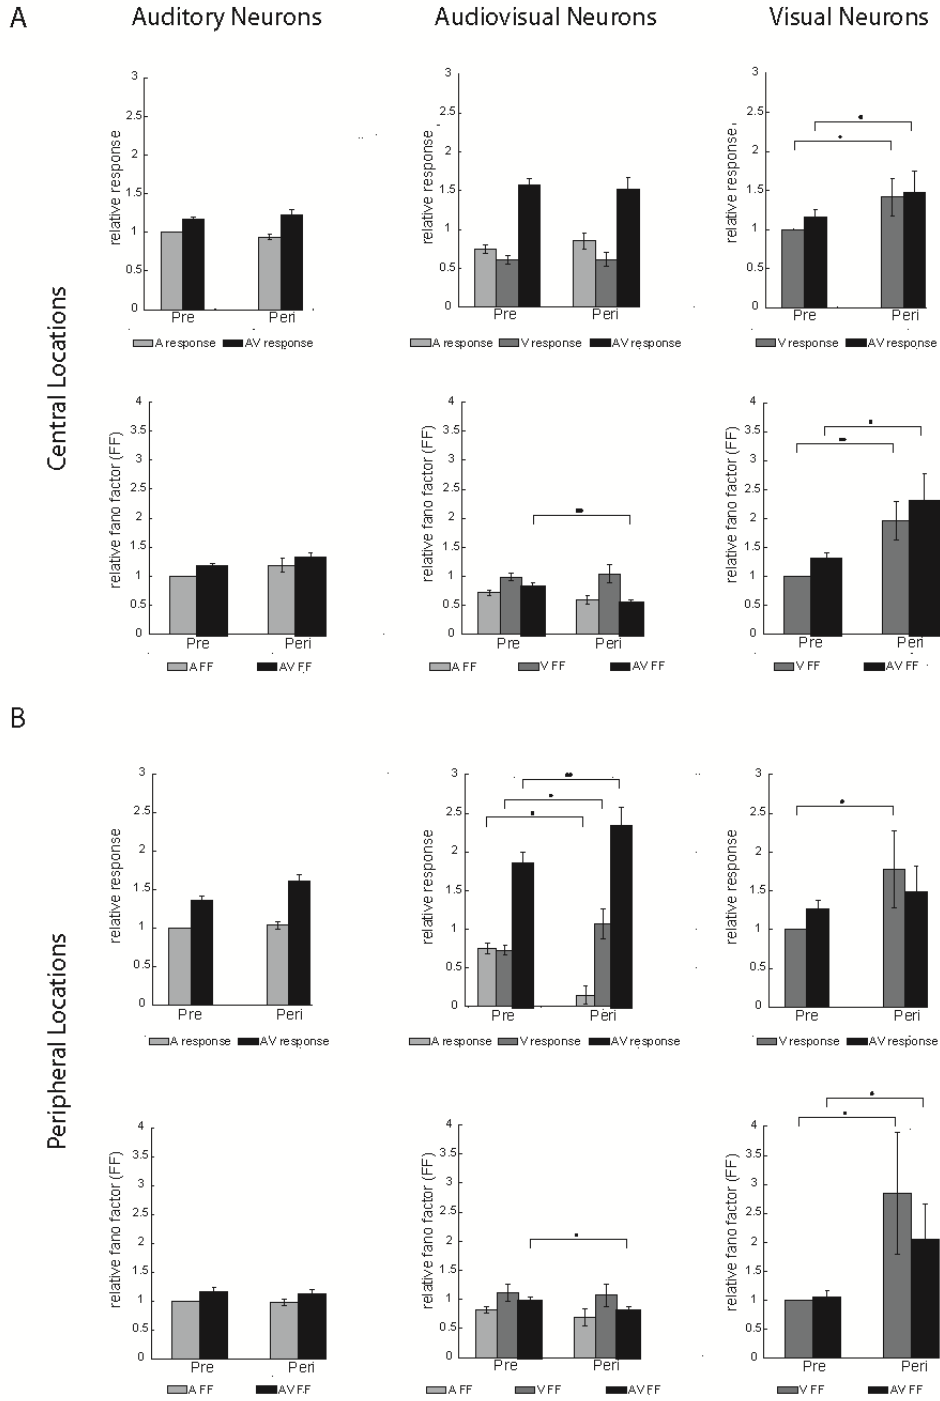 A
Auditory Neurons
Audiovisual Neurons
Visual Neurons
Central Locations
relative response
3
2.5
2
1.5
1
0.5
0
Pre
Peri
A response
AV response
relative response
3
2.5
2
1.5
1
0.5
0
Pre
Peri
A response
V response
AV response
relative response
3
2.5
2
1.5
1
0.5
0
Pre
Peri
V response
AV response
relative fano factor (FF)
4
3.5
3
2.5
2
1.5
1
0.5
0
Pre
Peri
A FF
AV FF
relative fano factor (FF)
4
3.5
3
2.5
2
1.5
1
0.5
0
Pre
Peri
A FF
V FF
AV FF
relative fano factor (FF)
4
3.5
3
2.5
2
1.5
1
0.5
0
Pre
Peri
V FF
AV FF
B
Peripheral Locations
relative response
3
2.5
2
1.5
1
0.5
0
Pre
Peri
A response
AV response
relative response
3
2.5
2
1.5
1
0.5
0
Pre
Peri
A response
V response
AV response
relative response
3
2.5
2
1.5
1
0.5
0
Pre
Peri
V response
AV response
relative fano factor (FF)
4
3.5
3
2.5
2
1.5
1
0.5
0
Pre
Peri
A FF
AV FF
relative fano factor (FF)
4
3.5
3
2.5
2
1.5
1
0.5
0
Pre
Peri
A FF
V FF
AV FF
relative fano factor (FF)
4
3.5
3
2.5
2
1.5
1
0.5
0
Pre
Peri
V FF
AV FF